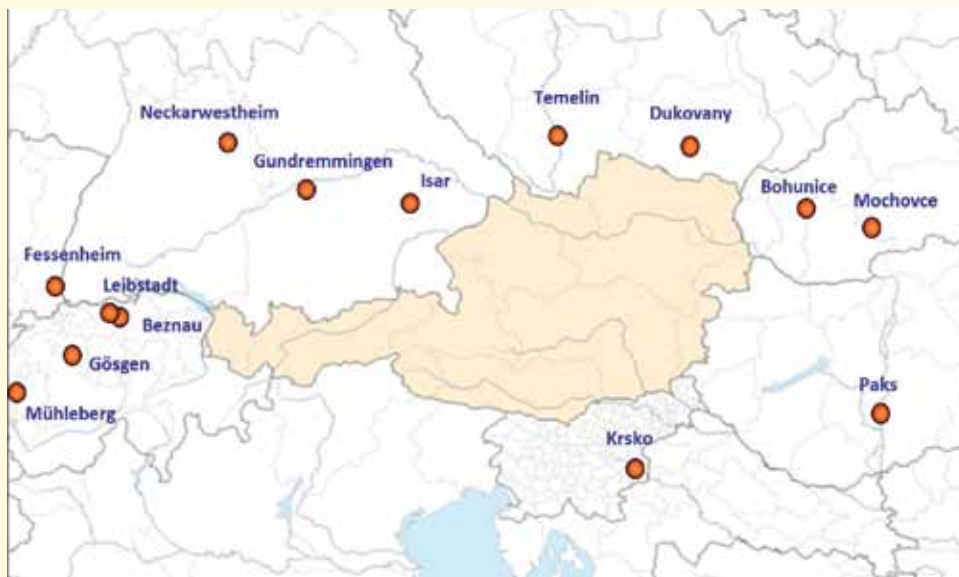 Temelin
Dukovany
Neckarwestheim
Gundremmingen
Isar
Bohunice
Mochovce
Fessenheim
Leibstadt
Beznau
Gösgen
Paks
Mühleberg
Krsko